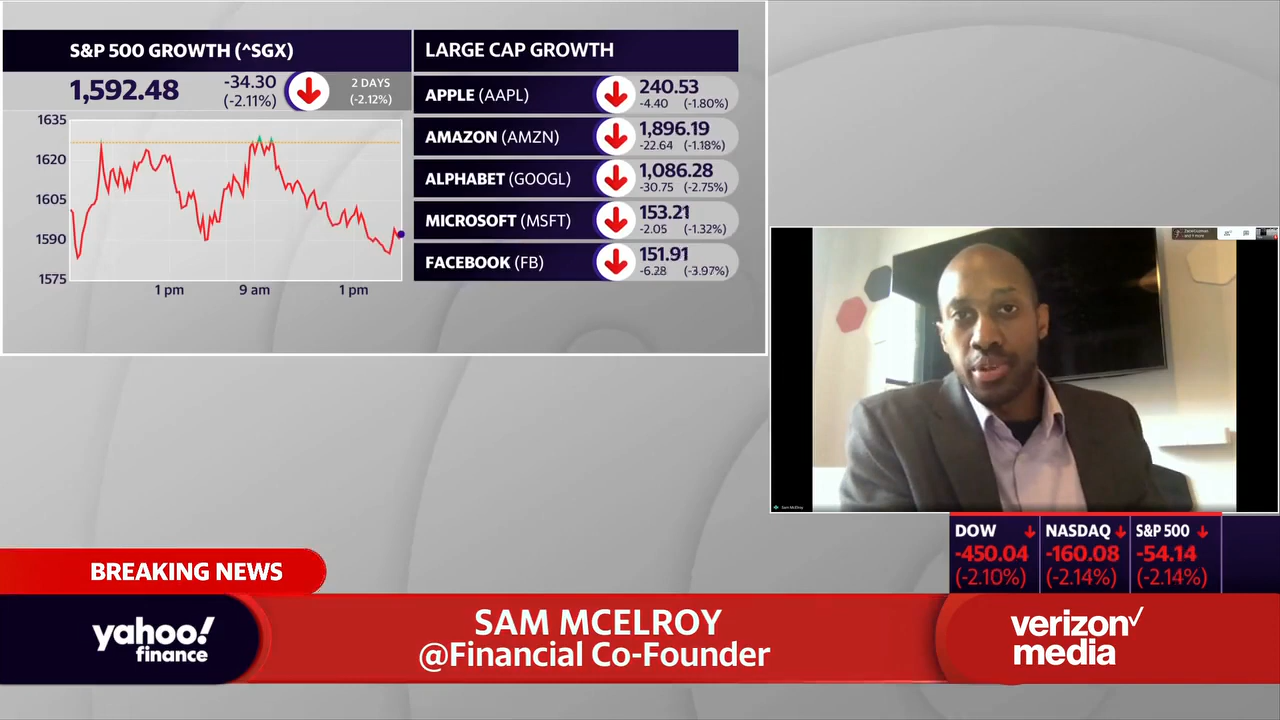 S&P 500 GROWTH (^SGX)
1,592.48
-34.30
(-2.11%)
2 DAYS
(-2.12%)
1635
1620
1605
1590
1575
1 pm
9 am
1 pm
LARGE CAP GROWTH
APPLE (AAPL)
240.53
-4.40 (-1.80%)
AMAZON (AMZN)
1,896.19
-22.64 (-1.18%)
ALPHABET (GOOGL)
1,086.28
-30.75 (-2.75%)
MICROSOFT (MSFT)
153.21
-2.05 (-1.32%)
FACEBOOK (FB)
151.91
-6.28 (-3.97%)
Sam McElroy
DOW
-450.04
(-2.10%)
NASDAQ
-160.08
(-2.14%)
S&P 500
-54.14
(-2.14%)
BREAKING NEWS
yahoo!
finance
SAM MCELROY
@Financial Co-Founder
verizon
media